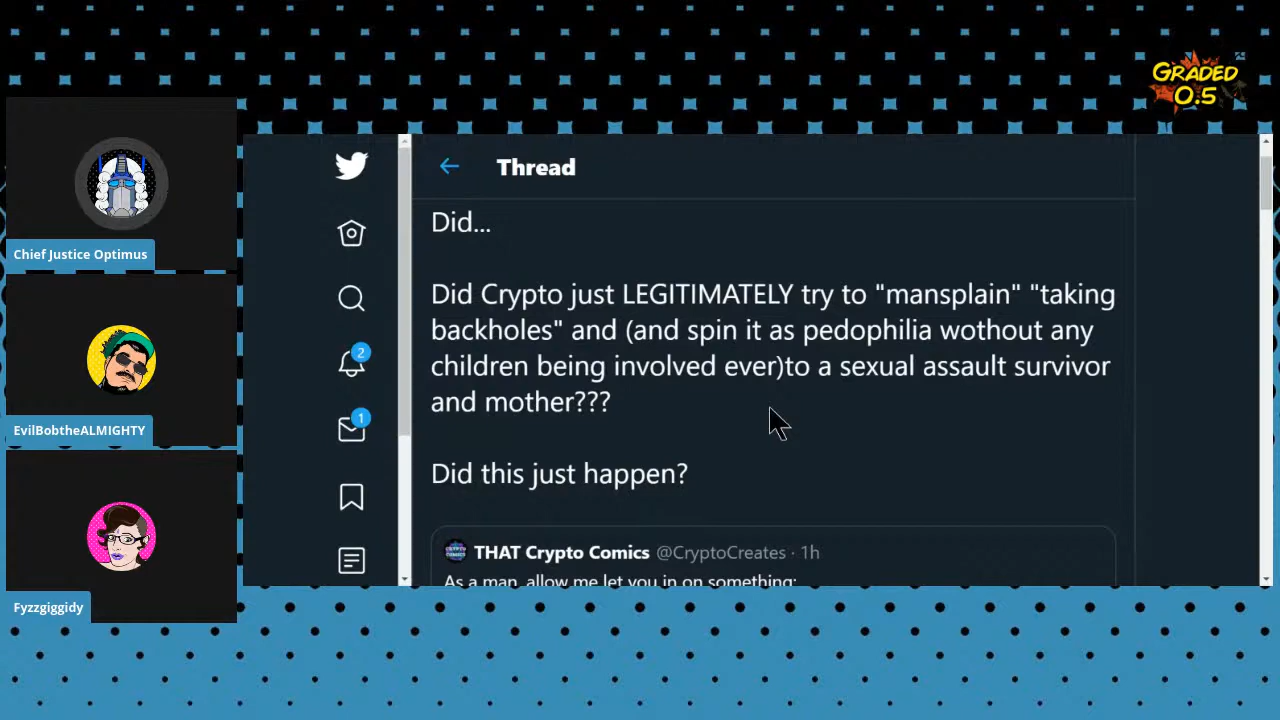 GRADED
0.5
Chief Justice Optimus
EvilBobtheALMIGHTY
Fyzzgiggidy
2
1
Thread
Did...
Did Crypto just LEGITIMATELY try to "mansplain" "taking
backholes" and (and spin it as pedophilia wothout any
children being involved ever)to a sexual assault survivor
and mother???
Did this just happen?
THAT Crypto Comics @CryptoCreates · 1h
As a man, allow me let you in on something: